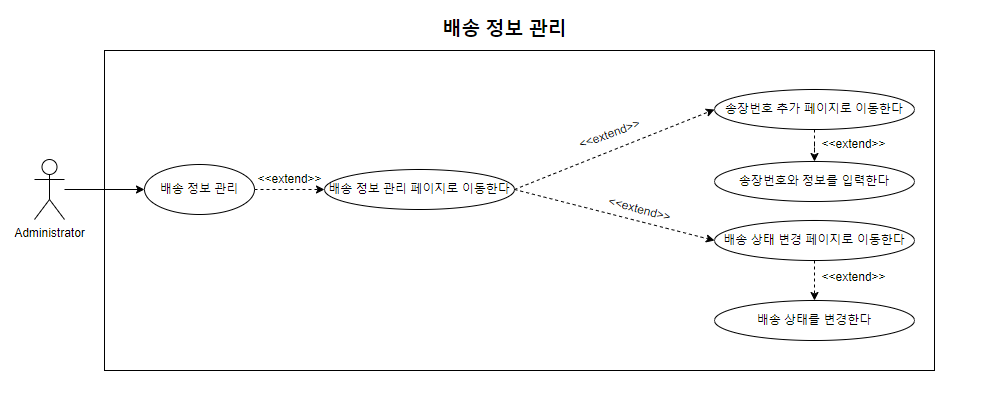 배송 정보 관리
송장번호 추가 페이지로 이동한다
<<extend>>
<<extend>>
배송 정보 관리
<<extend>>
배송 정보 관리 페이지로 이동한다
송장번호와 정보를 입력한다
<<extend>>
Administrator
배송 상태 변경 페이지로 이동한다
<<extend>>
배송 상태를 변경한다